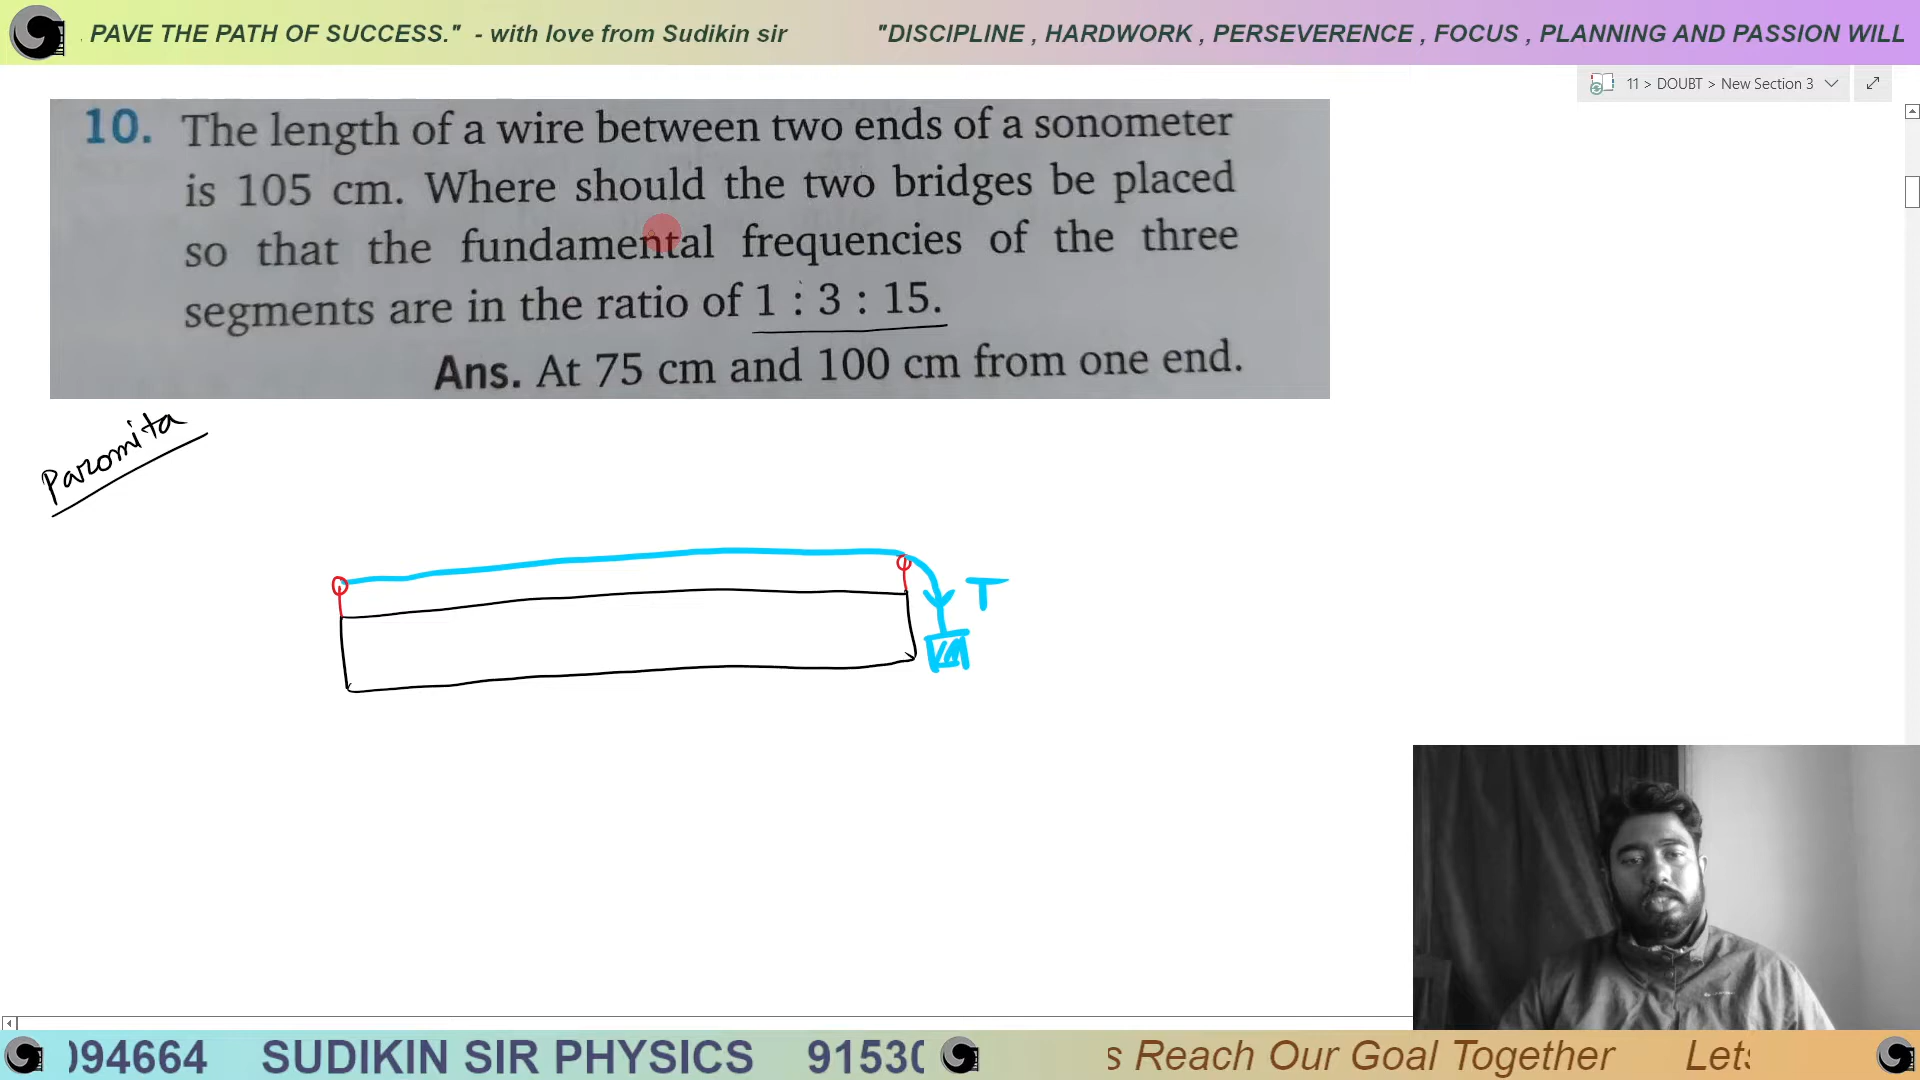 . PAVE THE PATH OF SUCCESS." - with love from Sudikin sir "DISCIPLINE , HARDWORK , PERSEVERENCE , FOCUS , PLANNING AND PASSION WILL
11 > DOUBT > New Section 3
10. The length of a wire between two ends of a sonometer
is 105 cm. Where should the two bridges be placed
so that the fundamental frequencies of the three
segments are in the ratio of 1 : 3 : 15.
Ans. At 75 cm and 100 cm from one end.
Paromita
T
094664 SUDIKIN SIR PHYSICS 91530
s Reach Our Goal Together Lets